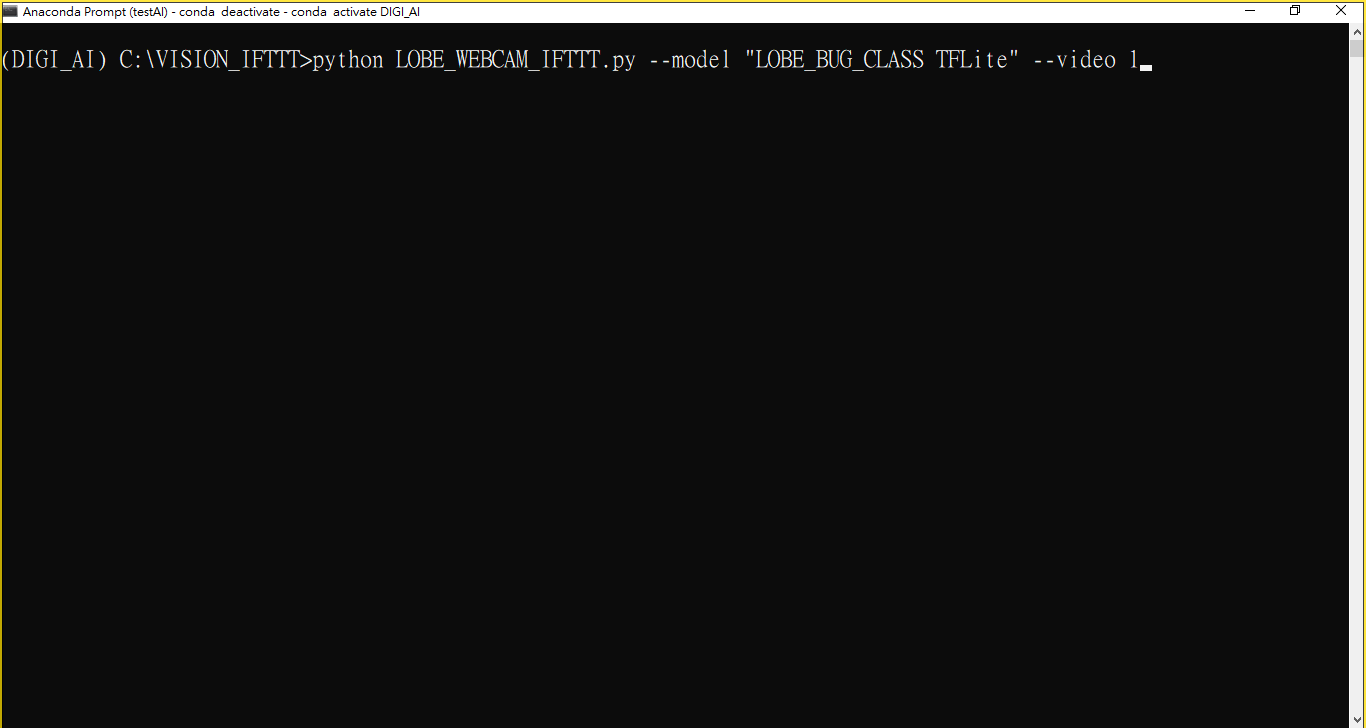 Anaconda Prompt (testAI) - conda  deactivate - conda  activate DIGI_AI
(DIGI_AI) C:\VISION_IFTTT>python LOBE_WEBCAM_IFTTT.py --model "LOBE_BUG_CLASS TFLite" --video 1